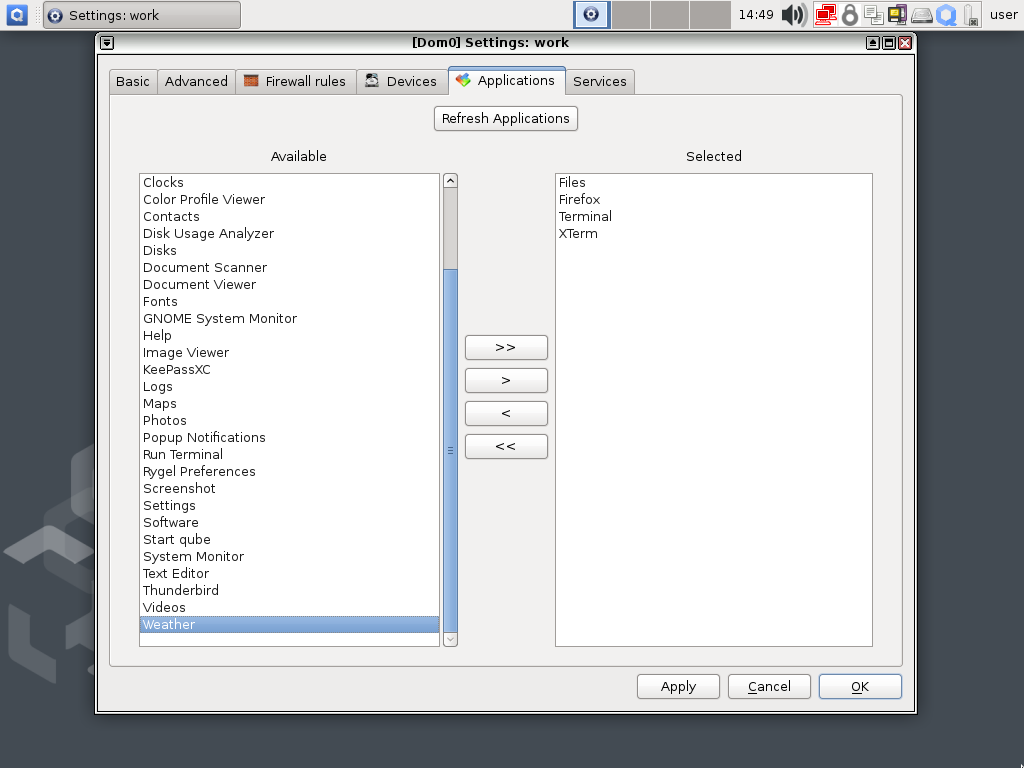 Settings: work
14:49
user
[Dom0] Settings: work
Basic
Advanced
Firewall rules
Devices
Applications
Services
Refresh Applications
Available
Selected
Clocks
Color Profile Viewer
Contacts
Disk Usage Analyzer
Disks
Document Scanner
Document Viewer
Fonts
GNOME System Monitor
Help
Image Viewer
KeePassXC
Logs
Maps
Photos
Popup Notifications
Run Terminal
Rygel Preferences
Screenshot
Settings
Software
Start qube
System Monitor
Text Editor
Thunderbird
Videos
Weather
>>
>
<
<<
Files
Firefox
Terminal
XTerm
Apply
Cancel
OK